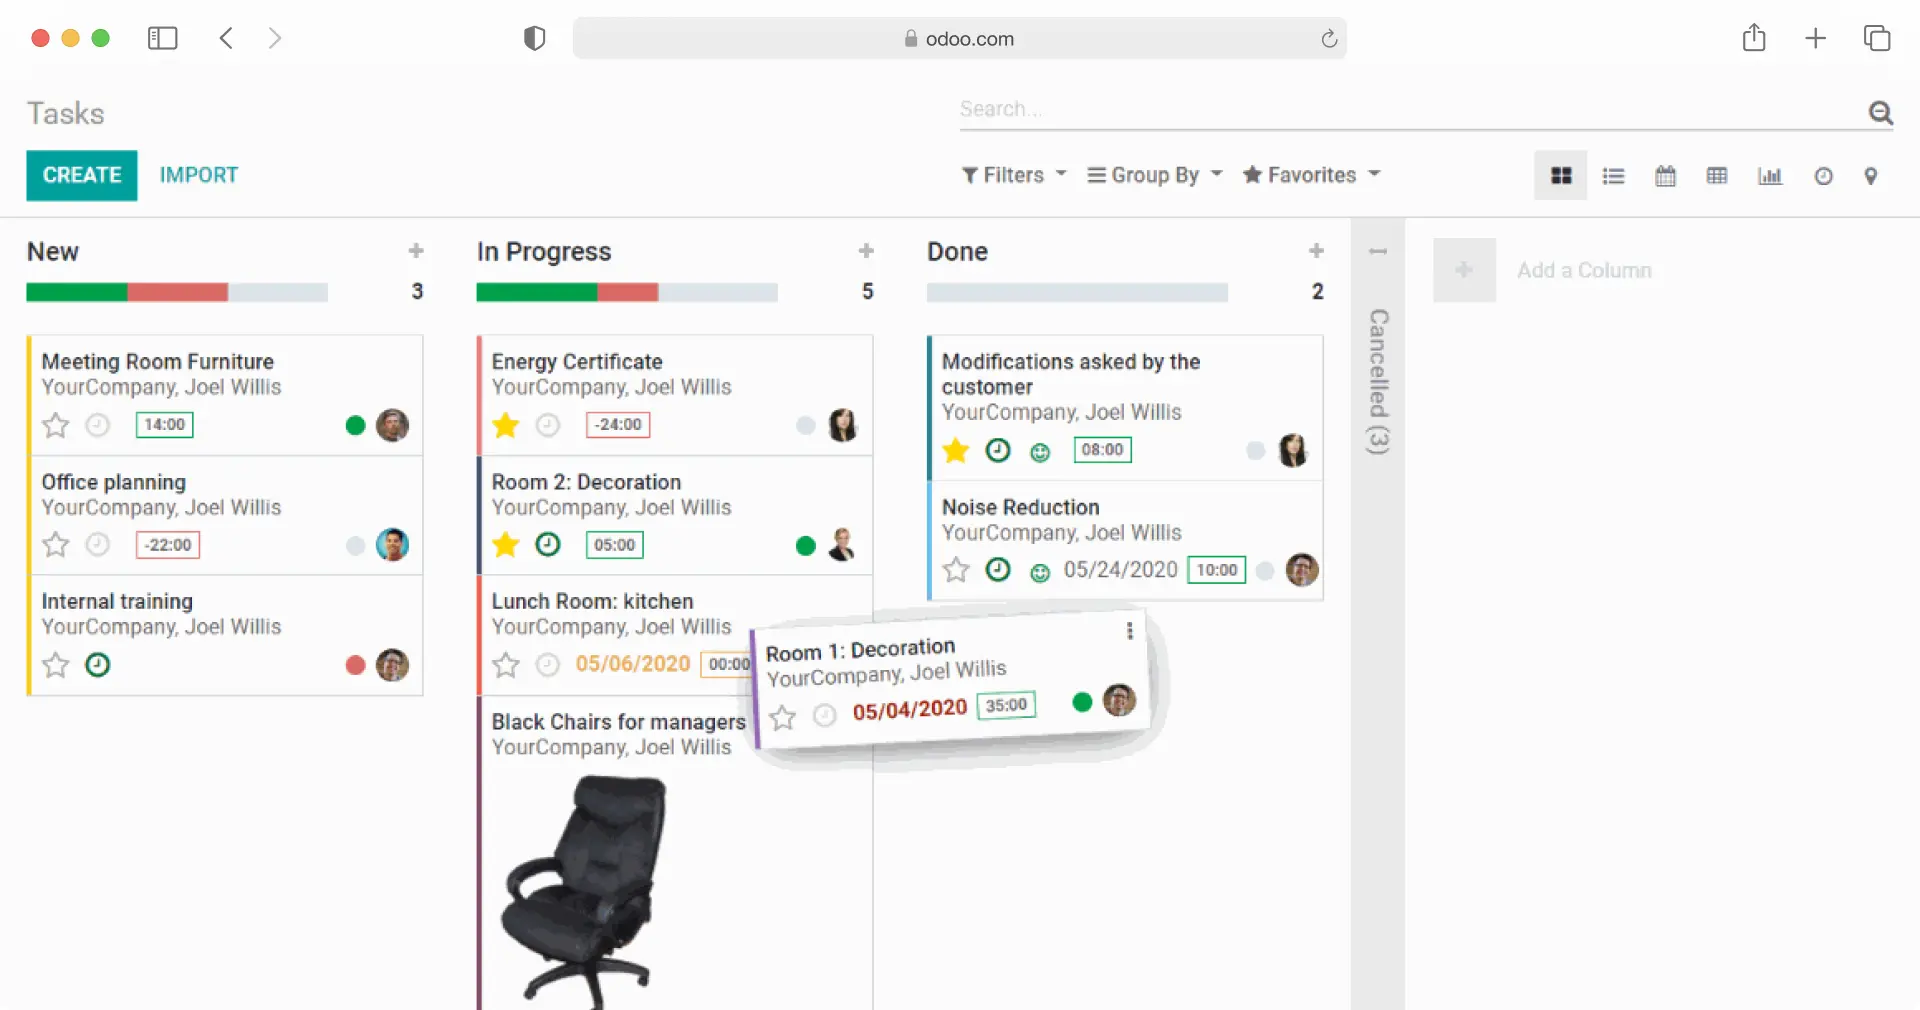 odoo.com
Tasks
Search...
CREATE
IMPORT
Filters
Group By
Favorites
New
3
Meeting Room Furniture
YourCompany, Joel Willis
14:00
Office planning
YourCompany, Joel Willis
-22:00
Internal training
YourCompany, Joel Willis
In Progress
5
Energy Certificate
YourCompany, Joel Willis
-24:00
Room 2: Decoration
YourCompany, Joel Willis
05:00
Lunch Room: kitchen
YourCompany, Joel Willis
05/06/2020 00:00
Black Chairs for managers
YourCompany, Joel Willis
Room 1: Decoration
YourCompany, Joel Willis
05/04/2020 35:00
Done
2
Modifications asked by the
customer
YourCompany, Joel Willis
08:00
Noise Reduction
YourCompany, Joel Willis
05/24/2020 10:00
Cancelled (3)
Add a Column